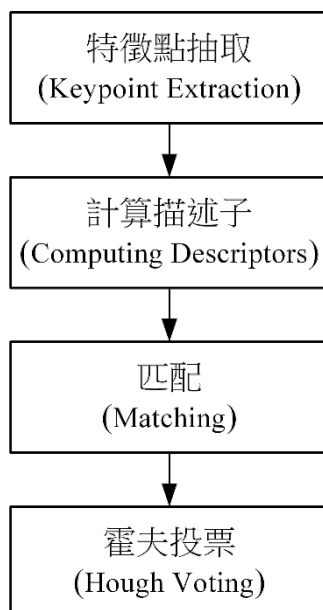 特徵點抽取
(Keypoint Extraction)
計算描述子
(Computing Descriptors)
匹配
(Matching)
霍夫投票
(Hough Voting)